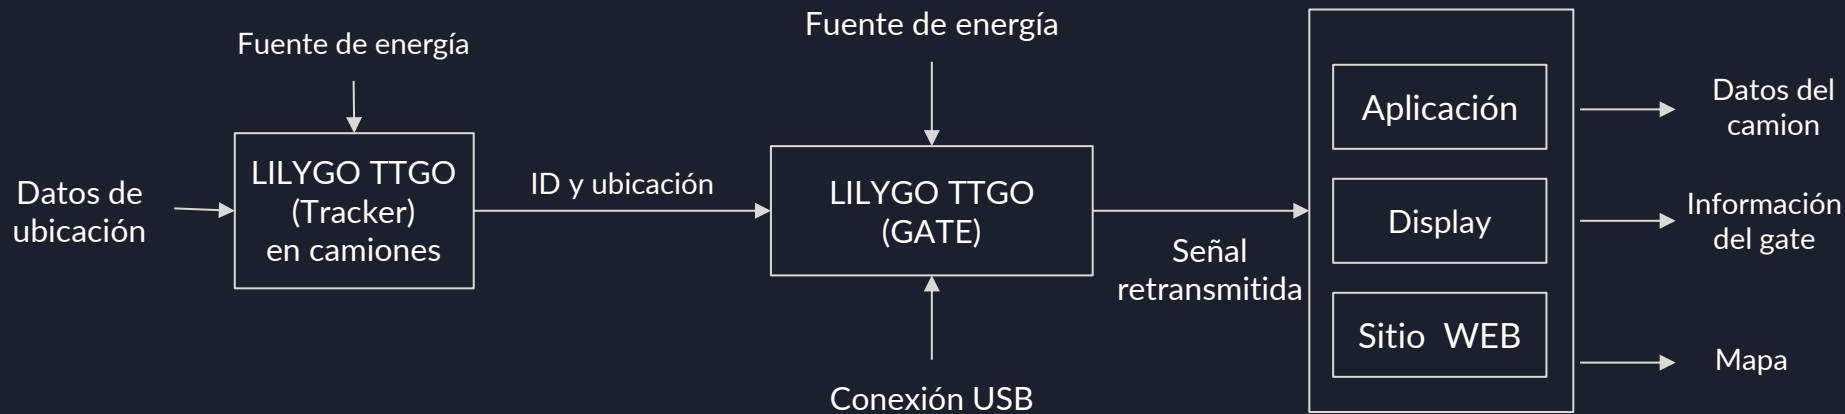 Fuente de energía
Fuente de energía
Datos de
ubicación
LILYGO TTGO
(Tracker)
en camiones
ID y ubicación
LILYGO TTGO
(GATE)
Conexión USB
Señal
retransmitida
Aplicación
Display
Sitio WEB
Datos del
camion
Información
del gate
Mapa